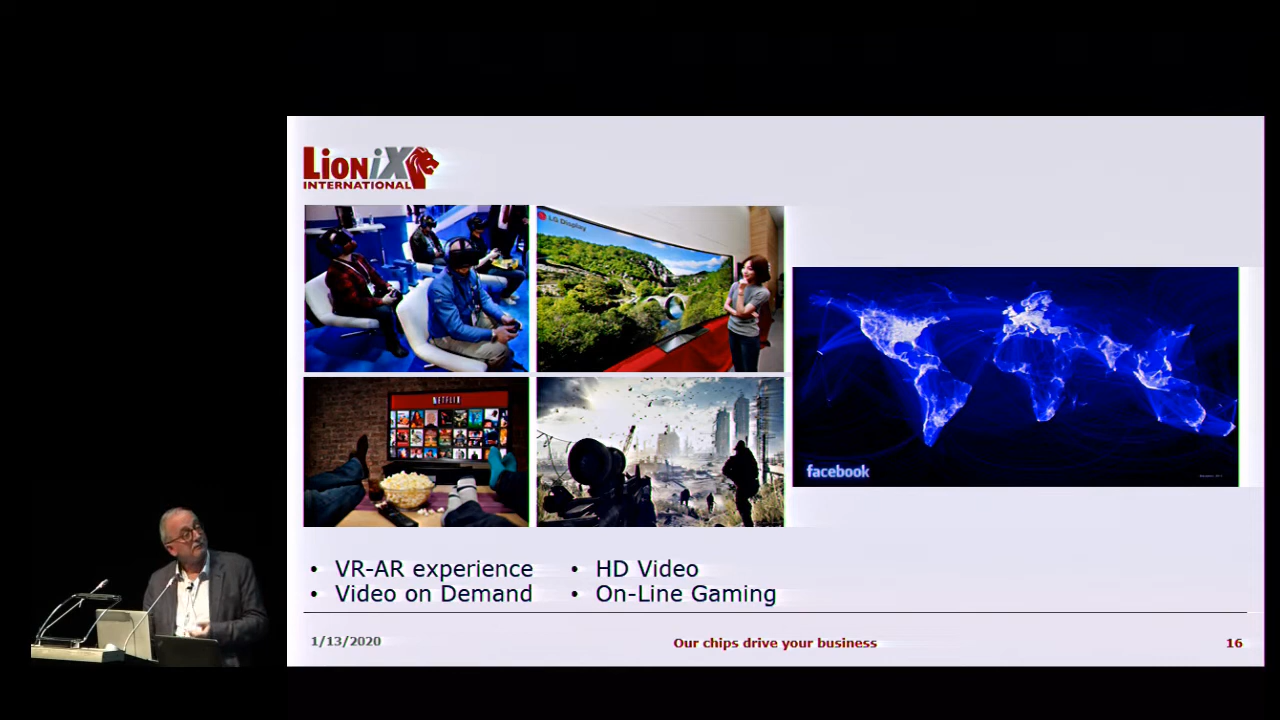 LioniX
INTERNATIONAL
LG Display
NETFLIX
facebook
• VR-AR experience
• Video on Demand
• HD Video
• On-Line Gaming
1/13/2020
Our chips drive your business
16